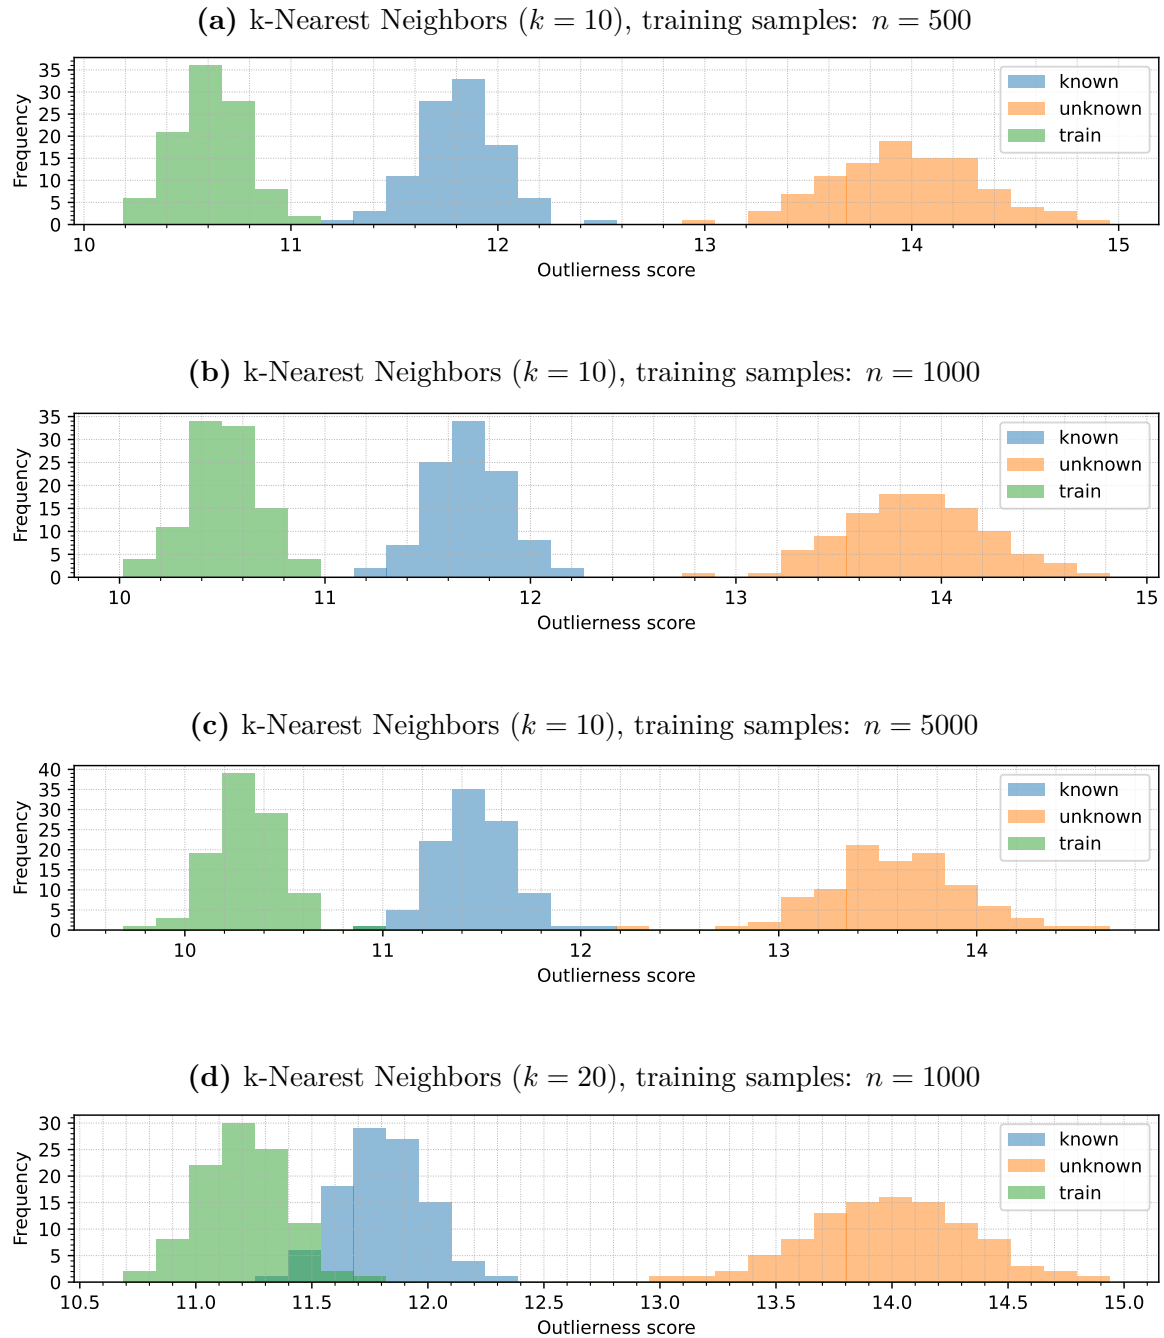 (a) k-Nearest Neighbors (k = 10), training samples: n = 500
35
30
25
20
15
10
5
0
Frequency
known
unknown
train
10 11 12 13 14 15
Outlierness score
(b) k-Nearest Neighbors (k = 10), training samples: n = 1000
35
30
25
20
15
10
5
0
Frequency
known
unknown
train
10 11 12 13 14 15
Outlierness score
(c) k-Nearest Neighbors (k = 10), training samples: n = 5000
40
35
30
25
20
15
10
5
0
Frequency
known
unknown
train
10 11 12 13 14
Outlierness score
(d) k-Nearest Neighbors (k = 20), training samples: n = 1000
30
25
20
15
10
5
0
Frequency
known
unknown
train
10.5 11.0 11.5 12.0 12.5 13.0 13.5 14.0 14.5 15.0
Outlierness score